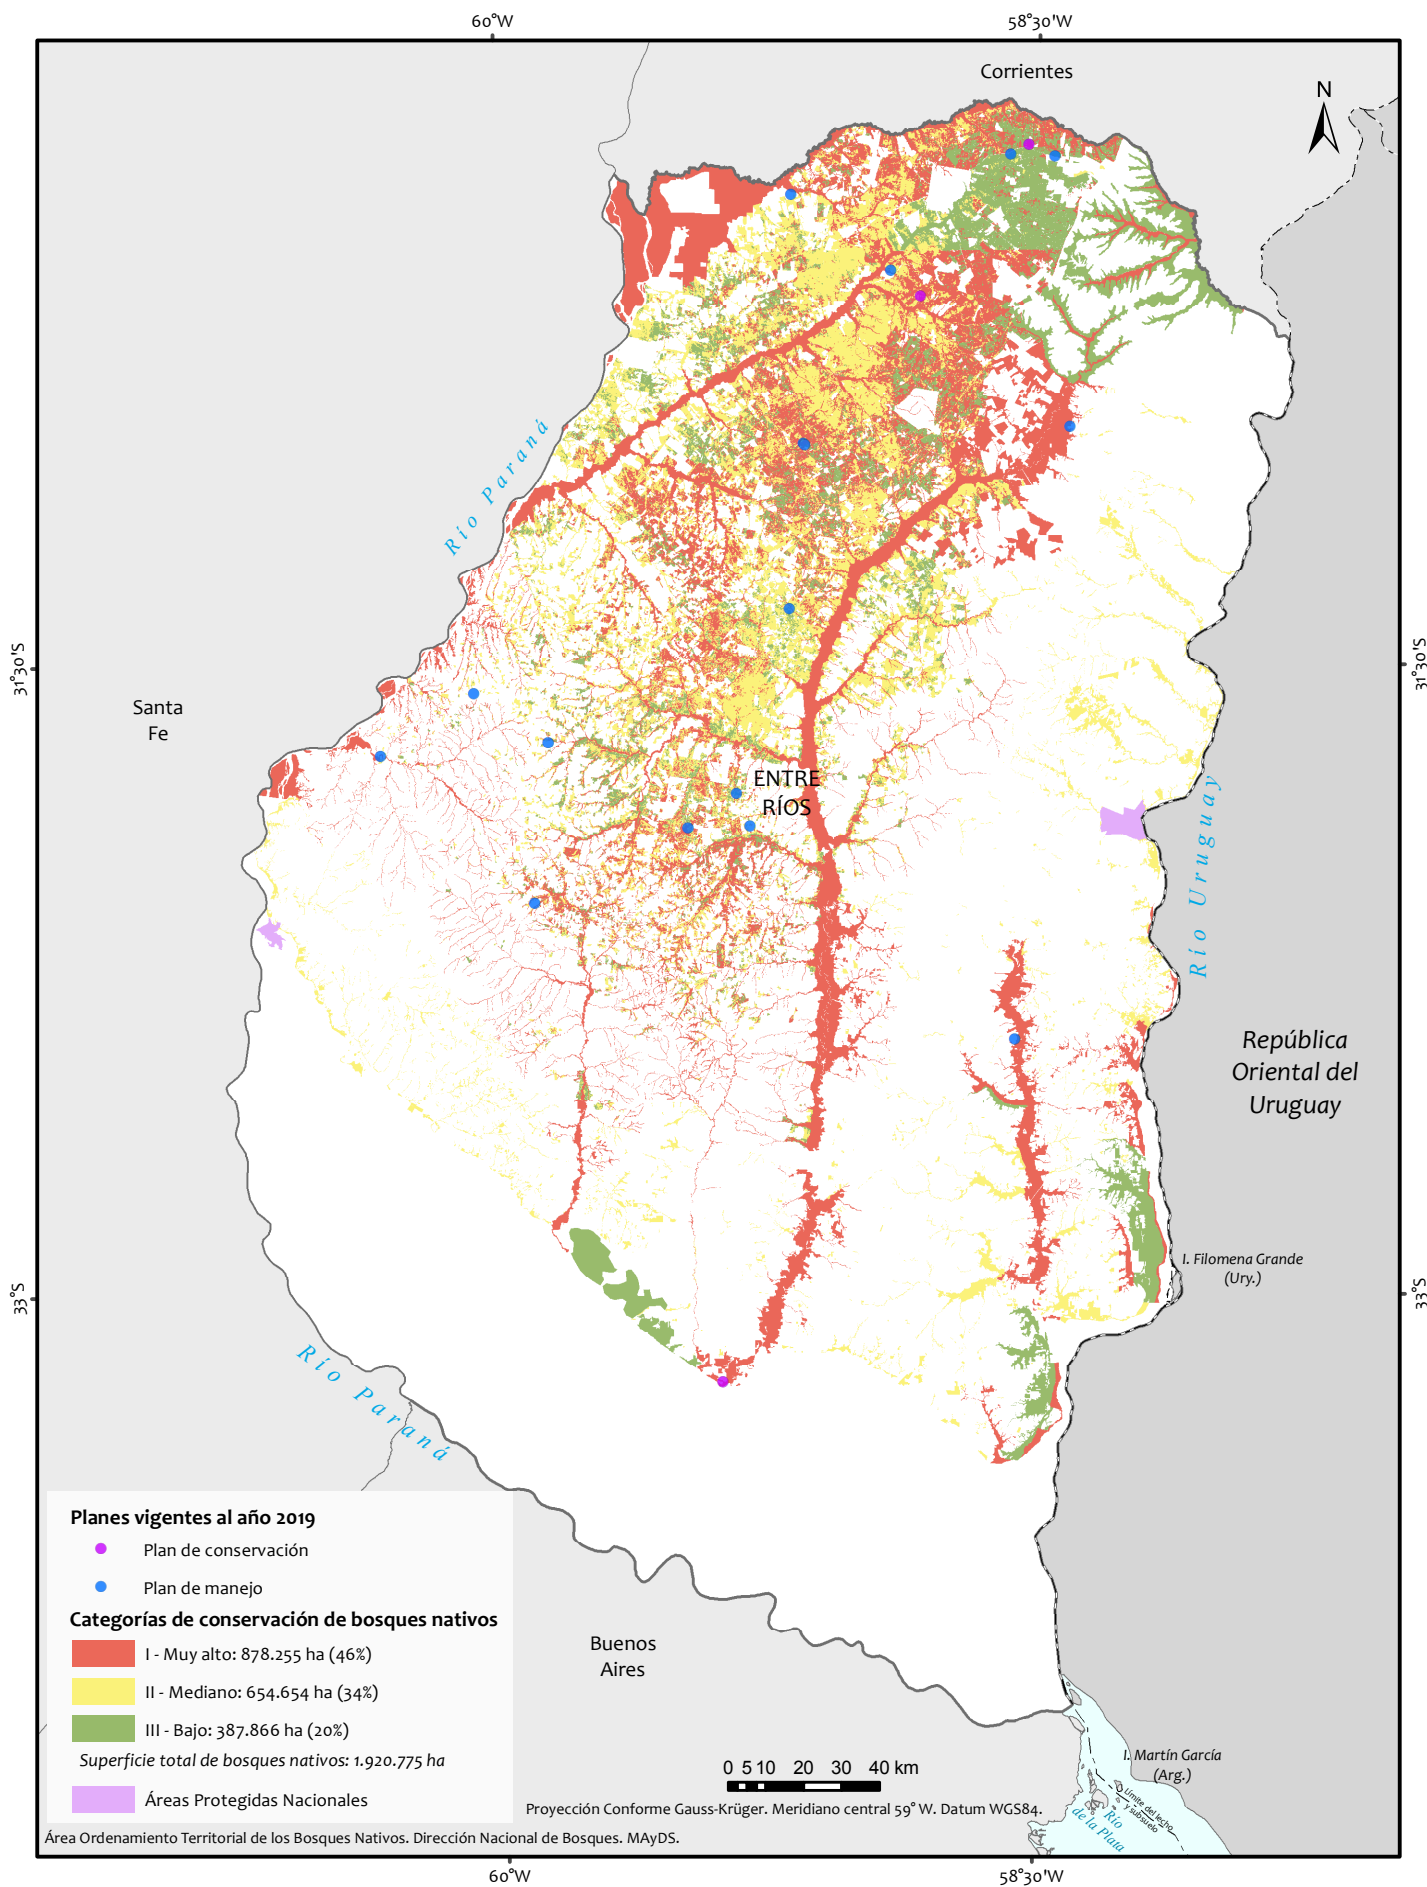 60°W
58°30'W
Corrientes
N
Río Paraná
31°30'S
31°30'S
Santa
Fe
ENTRE
RÍOS
Río Uruguay
República
Oriental del
Uruguay
I. Filomena Grande
(Ury.)
33°S
33°S
Río Paraná
Planes vigentes al año 2019
Plan de conservación
Plan de manejo
Categorías de conservación de bosques nativos
I - Muy alto: 878.255 ha (46%)
II - Mediano: 654.654 ha (34%)
III - Bajo: 387.866 ha (20%)
Superficie total de bosques nativos: 1.920.775 ha
Áreas Protegidas Nacionales
Buenos
Aires
0 5 10 20 30 40 km
I. Martín García
(Arg.)
Límite del lecho
y subsuelo
Río
de la Plata
Proyección Conforme Gauss-Krüger. Meridiano central 59° W. Datum WGS84.
Área Ordenamiento Territorial de los Bosques Nativos. Dirección Nacional de Bosques. MAyDS.
60°W
58°30'W